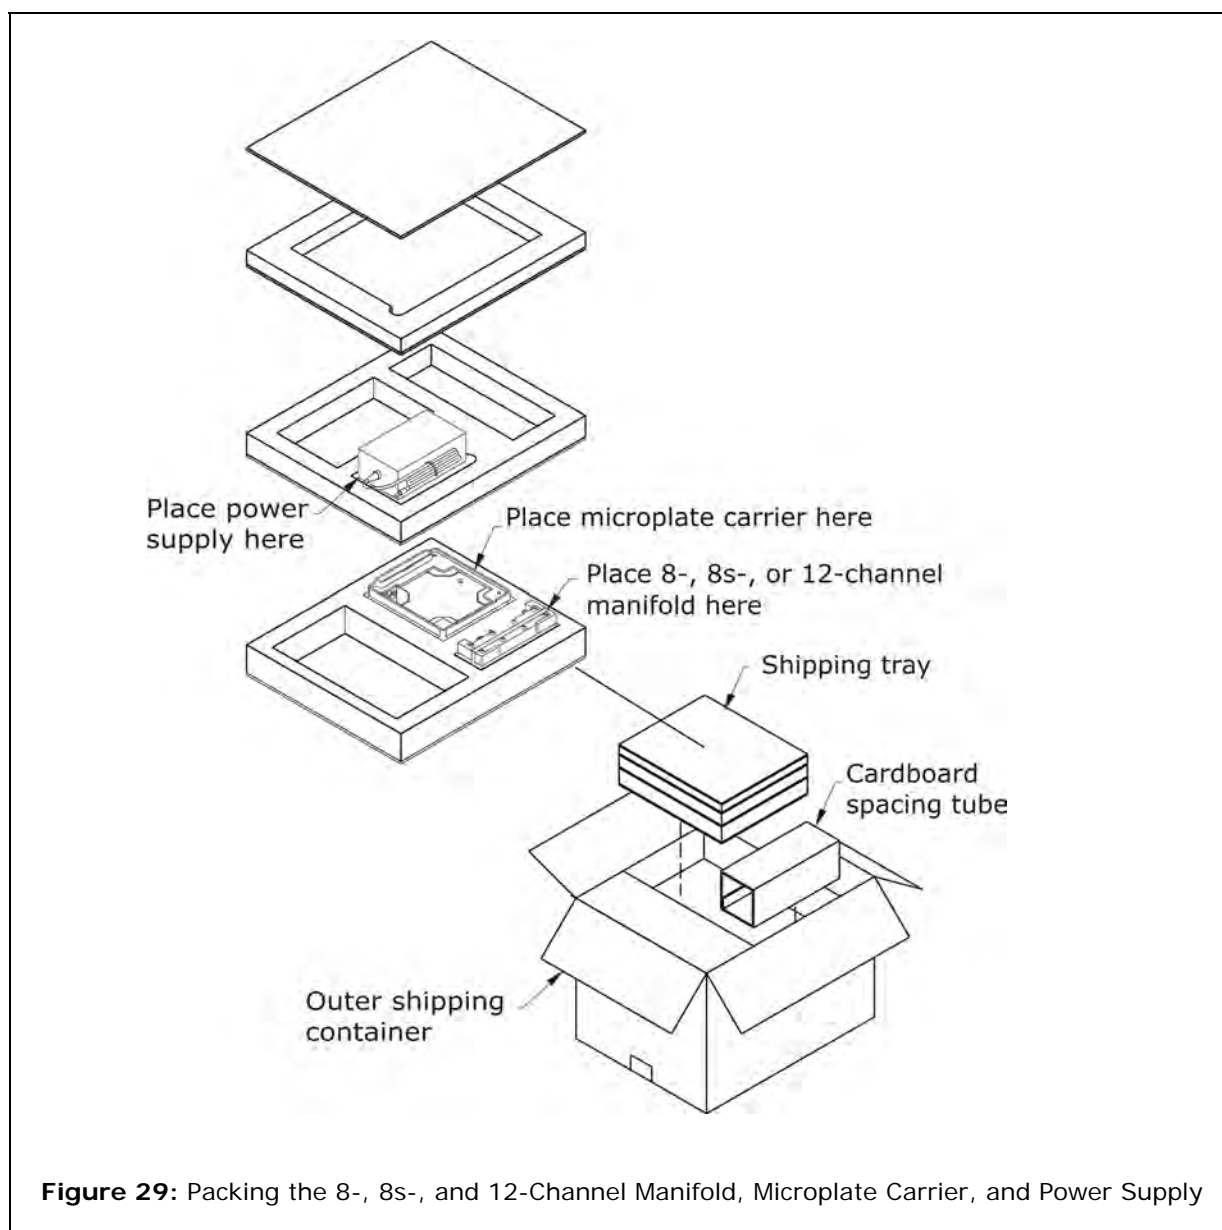 Place power
supply here
Place microplate carrier here
Place 8-, 8s-, or 12-channel
manifold here
Shipping tray
Cardboard
spacing tube
Outer shipping
container
Figure 29: Packing the 8-, 8s-, and 12-Channel Manifold, Microplate Carrier, and Power Supply